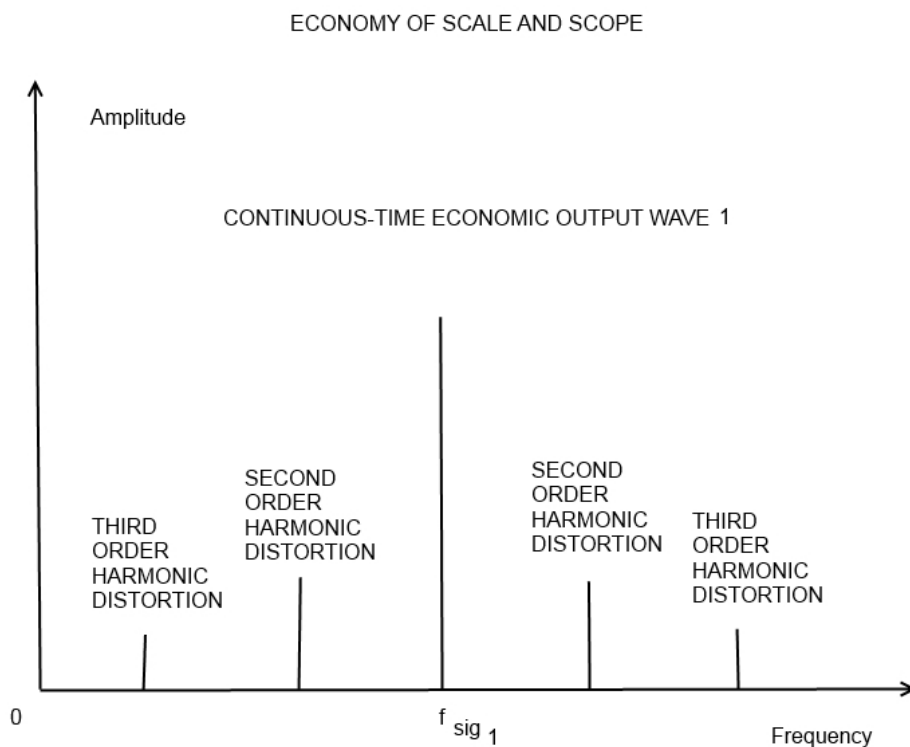 ECONOMY OF SCALE AND SCOPE
Amplitude
CONTINUOUS-TIME ECONOMIC OUTPUT WAVE 1
THIRD
ORDER
HARMONIC
DISTORTION
SECOND
ORDER
HARMONIC
DISTORTION
SECOND
ORDER
HARMONIC
DISTORTION
THIRD
ORDER
HARMONIC
DISTORTION
0
f sig 1
Frequency